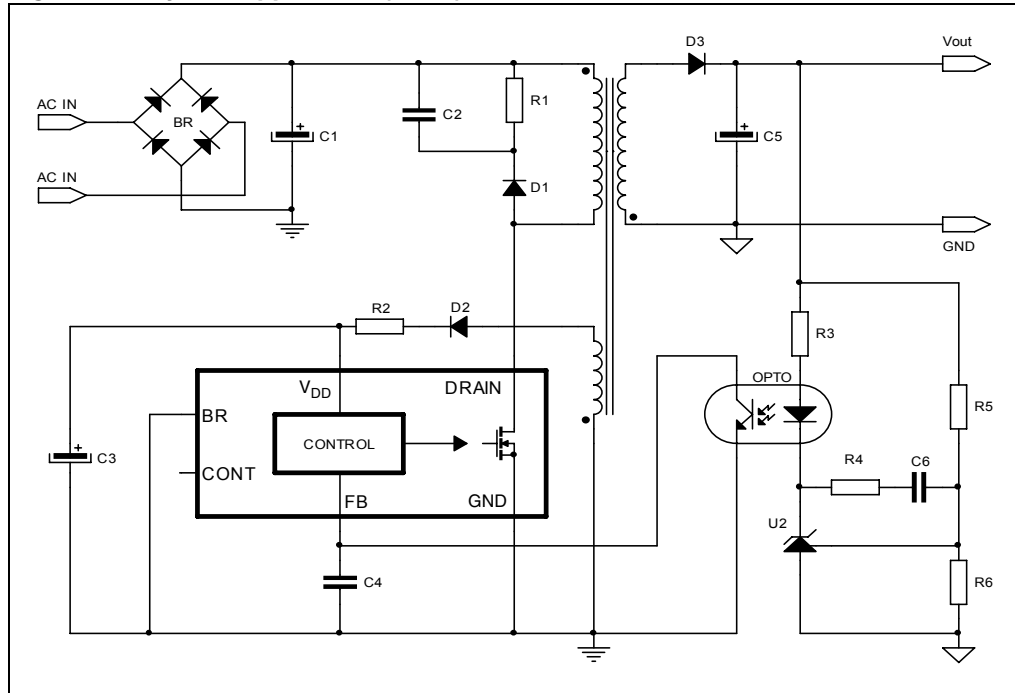 D3
Vout
AC IN
BR
C1
C2
R1
C5
AC IN
D1
GND
R2
D2
R3
OPTO
VDD
DRAIN
BR
R5
CONTROL
C3
CONT
R4
C6
FB
GND
U2
C4
R6